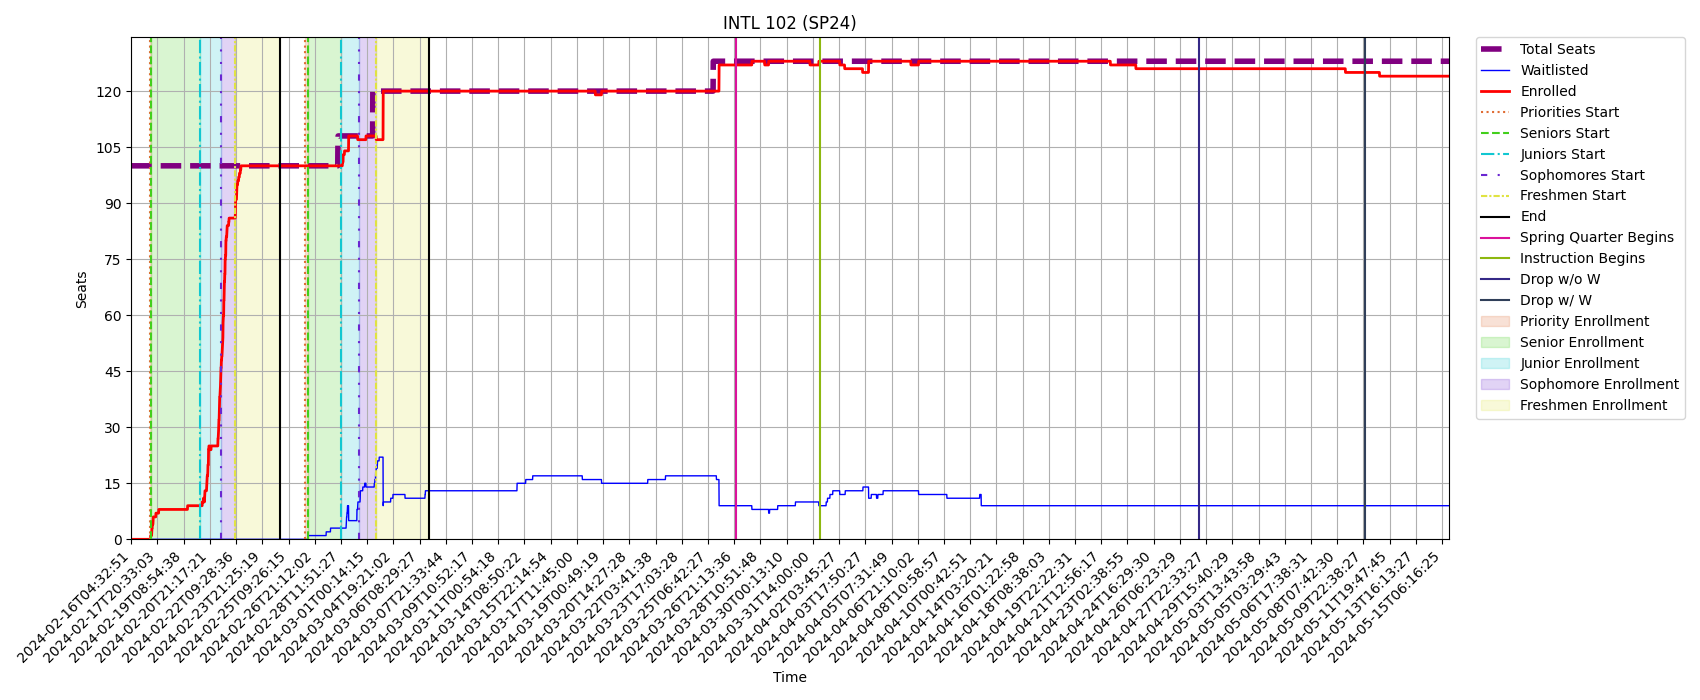 INTL 102 (SP24)
Seats
120
105
90
75
60
45
30
15
0
2024-02-16T04:32:51
2024-02-17T20:33:03
2024-02-19T08:54:38
2024-02-20T21:17:21
2024-02-22T09:28:36
2024-02-23T21:25:19
2024-02-25T09:26:15
2024-02-26T21:12:02
2024-02-28T11:51:27
2024-03-01T00:14:15
2024-03-04T19:21:02
2024-03-06T08:29:27
2024-03-07T21:33:44
2024-03-09T10:52:17
2024-03-11T00:54:18
2024-03-14T08:50:22
2024-03-15T22:14:54
2024-03-17T11:45:00
2024-03-19T00:49:19
2024-03-20T14:27:28
2024-03-22T03:41:38
2024-03-23T17:03:28
2024-03-25T06:42:27
2024-03-26T21:13:36
2024-03-28T10:51:48
2024-03-30T00:13:10
2024-03-31T14:00:00
2024-04-02T03:45:27
2024-04-03T17:50:27
2024-04-05T07:31:49
2024-04-06T21:10:02
2024-04-08T10:58:57
2024-04-10T00:42:51
2024-04-14T03:20:21
2024-04-16T01:22:58
2024-04-18T08:38:03
2024-04-19T22:22:31
2024-04-21T12:56:17
2024-04-23T02:38:55
2024-04-24T16:29:30
2024-04-26T06:23:29
2024-04-27T22:33:27
2024-04-29T15:40:29
2024-05-03T13:43:58
2024-05-05T03:29:43
2024-05-06T17:38:31
2024-05-08T07:42:30
2024-05-09T22:38:27
2024-05-11T19:47:45
2024-05-13T16:13:27
2024-05-15T06:16:25
Time
Total Seats
Waitlisted
Enrolled
Priorities Start
Seniors Start
Juniors Start
Sophomores Start
Freshmen Start
End
Spring Quarter Begins
Instruction Begins
Drop w/o W
Drop w/ W
Priority Enrollment
Senior Enrollment
Junior Enrollment
Sophomore Enrollment
Freshmen Enrollment